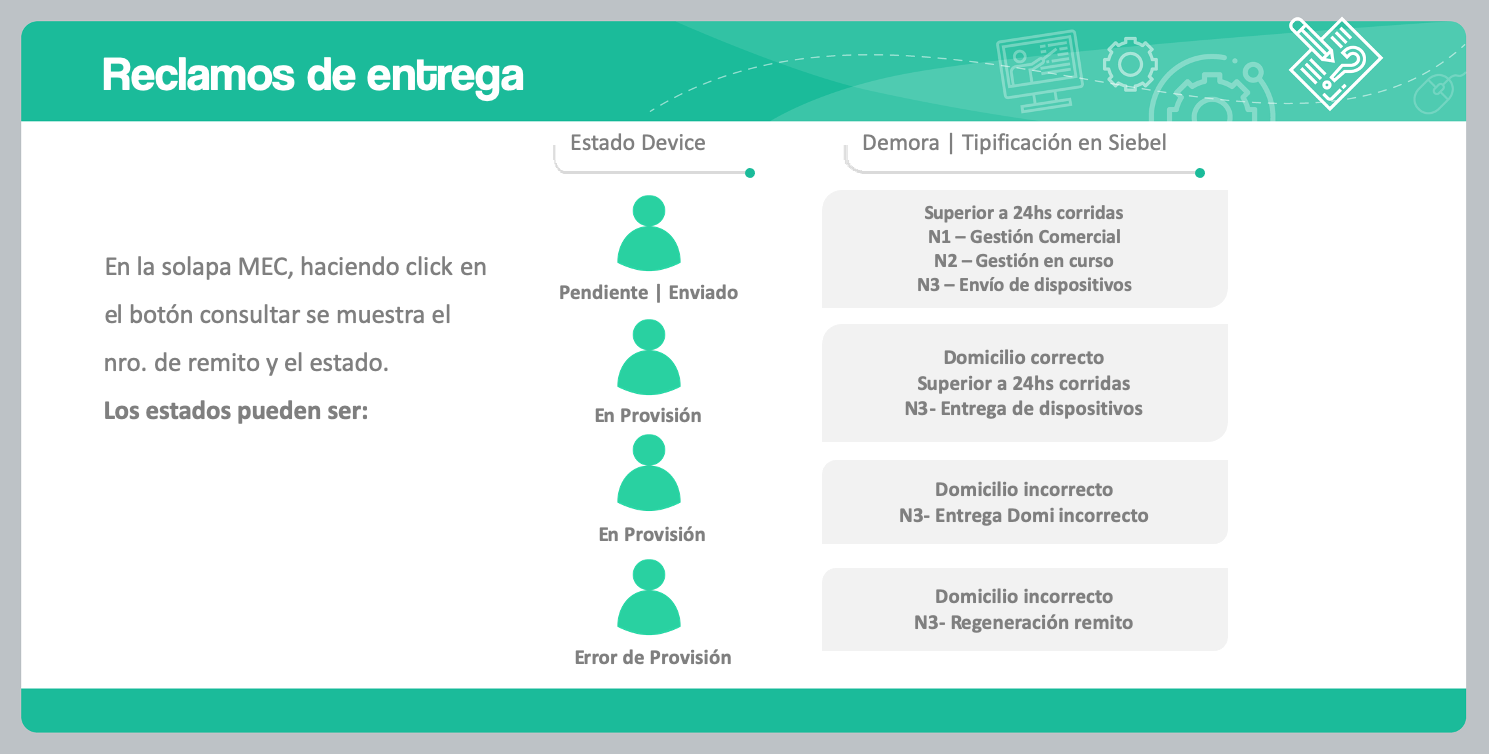 Reclamos de entrega
En la solapa MEC, haciendo click en
el botón consultar se muestra el
nro. de remito y el estado.
Los estados pueden ser:
Estado Device
Demora | Tipificación en Siebel
Pendiente | Enviado
Superior a 24hs corridas
N1 – Gestión Comercial
N2 – Gestión en curso
N3 – Envío de dispositivos
En Provisión
Domicilio correcto
Superior a 24hs corridas
N3- Entrega de dispositivos
En Provisión
Domicilio incorrecto
N3- Entrega Domi incorrecto
Error de Provisión
Domicilio incorrecto
N3- Regeneración remito